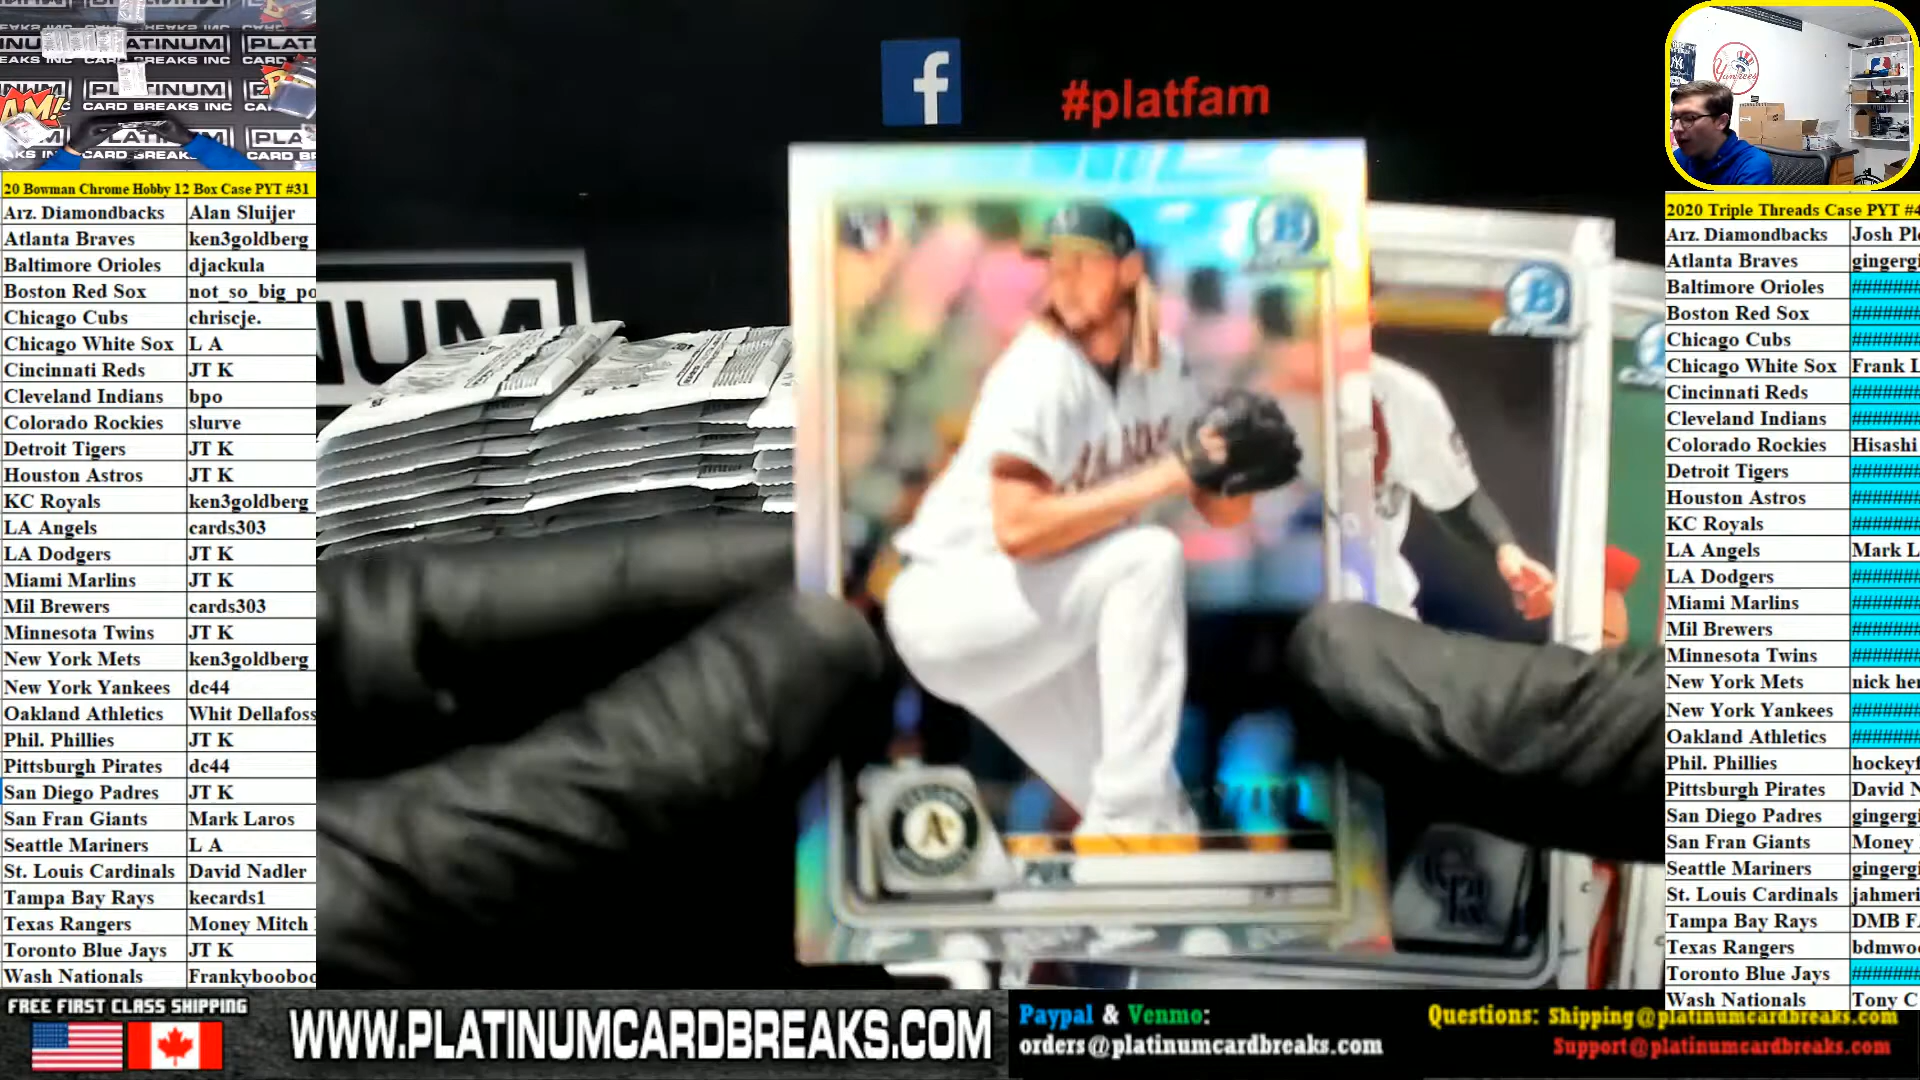 #platfam
20 Bowman Chrome Hobby 12 Box Case PYT #31
Arz. Diamondbacks Alan Sluijer
Atlanta Braves ken3goldberg
Baltimore Orioles djackula
Boston Red Sox not_so_big_po
Chicago Cubs chriscje.
Chicago White Sox L A
Cincinnati Reds JT K
Cleveland Indians bpo
Colorado Rockies slurve
Detroit Tigers JT K
Houston Astros JT K
KC Royals ken3goldberg
LA Angels cards303
LA Dodgers JT K
Miami Marlins JT K
Mil Brewers cards303
Minnesota Twins JT K
New York Mets ken3goldberg
New York Yankees dc44
Oakland Athletics Whit Dellafoss
Phil. Phillies JT K
Pittsburgh Pirates dc44
San Diego Padres JT K
San Fran Giants Mark Laros
Seattle Mariners L A
St. Louis Cardinals David Nadler
Tampa Bay Rays kecards1
Texas Rangers Money Mitch
Toronto Blue Jays JT K
Wash Nationals Frankybooboo
PLATINUM
CARD BREAKS INC
NUM
PUK
Yankees
2020 Triple Threads Case PYT #4
Arz. Diamondbacks Josh Pl
Atlanta Braves gingergi
Baltimore Orioles #######
Boston Red Sox #######
Chicago Cubs #######
Chicago White Sox Frank L
Cincinnati Reds #######
Cleveland Indians #######
Colorado Rockies Hisashi
Detroit Tigers #######
Houston Astros #######
KC Royals #######
LA Angels Mark L
LA Dodgers #######
Miami Marlins #######
Mil Brewers #######
Minnesota Twins #######
New York Mets nick he
New York Yankees #######
Oakland Athletics #######
Phil. Phillies hockeyf
Pittsburgh Pirates David N
San Diego Padres gingergi
San Fran Giants Money
Seattle Mariners gingergi
St. Louis Cardinals jahmeri
Tampa Bay Rays DMB F
Texas Rangers bdmwo
Toronto Blue Jays #######
Wash Nationals Tony C
FREE FIRST CLASS SHIPPING
WWW.PLATINUMCARDBREAKS.COM
Paypal & Venmo:
orders@platinumcardbreaks.com
Questions: Shipping@platinumcardbreaks.com
Support@platinumcardbreaks.com